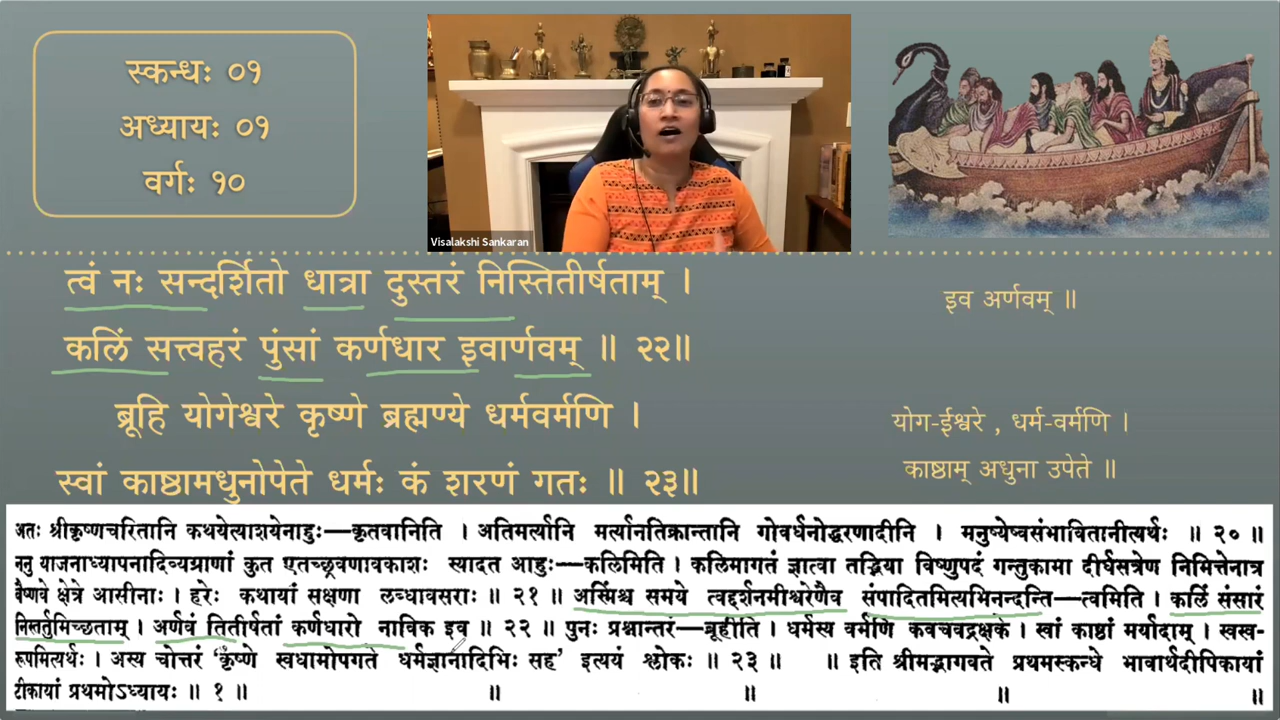 स्कन्धः ०१
अध्यायः ०१
वर्गः १०
Visalakshi Sankaran
त्वं नः सन्दर्शितो धात्रा दुस्तरं निस्तितीर्षताम् ।
कलिं सत्त्वहरं पुंसां कर्णधार इवार्णवम् ॥ २२॥
इव अर्णवम् ॥
ब्रूहि योगेश्वरे कृष्णे ब्रह्मण्ये धर्मवर्मणि ।
स्वां काष्ठामधुनोपेते धर्मः कं शरणं गतः ॥ २३॥
योग-ईश्वरे , धर्म-वर्मणि ।
काष्ठाम् अधुना उपेते ॥
अतः श्रीकृष्णचरितानि कथयेत्याशयेनाहुः—कृतवानिति । अतिमर्त्यानि मर्त्यानतिक्रान्तानि गोवर्धनोद्धरणादीनि । मनुष्येष्वसंभावितानीत्यर्थः ॥ २० ॥
ननु याजनाध्यापनादिव्यग्राणां कुत एतच्छ्रवणावकाशः स्यादत आहुः—कलिमिति । कलिमागतं ज्ञात्वा तद्भिया विष्णुपदं गन्तुकामा दीर्घसत्रेण निमित्तेनात्र
वैष्णवे क्षेत्रे आसीनाः । हरेः कथायां सक्षणा लब्धावसराः ॥ २१ ॥ अस्मिंश्च समये त्वद्दर्शनमीश्वरेणैव संपादितमित्यभिनन्दन्ति—त्वमिति । कलिं संसारं
निस्तर्तुमिच्छताम् । अर्णवं तितीर्षतां कर्णधारो नाविक इव ॥ २२ ॥ पुनः प्रश्नान्तरं—ब्रूहीति । धर्मस्य वर्मणि कवचवद्रक्षके । स्वां काष्ठां मर्यादाम् । स्वस्व-
रूपमित्यर्थः । अस्य चोत्तरं ‘कृष्णे स्वधामोपगते धर्मज्ञानादिभिः सह’ इत्ययं श्लोकः ॥ २३ ॥ ॥ इति श्रीमद्भागवते प्रथमस्कन्धे भावार्थदीपिकायां
टीकायां प्रथमोऽध्यायः ॥ १ ॥ ॥ ॥ ॥ ॥